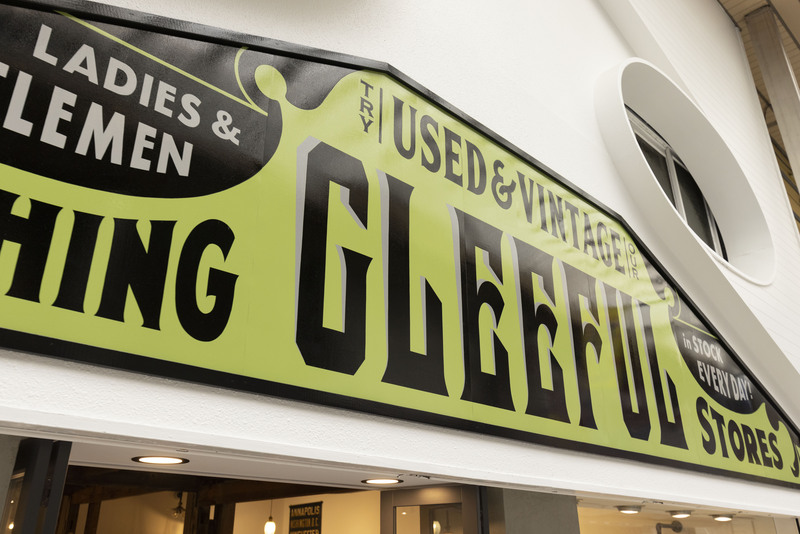 LADIES &
TLEMEN
HING
TRY
USED & VINTAGE
OUR
GLEEFUL
in STOCK
EVERY DAY!
STORES
ANNAPOLIS